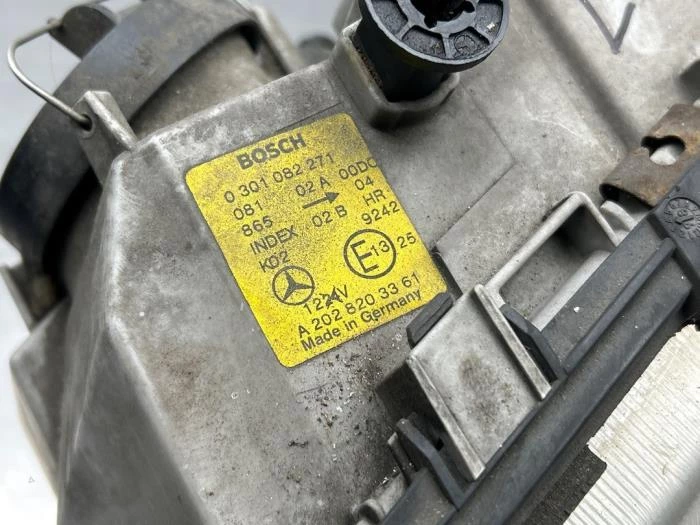 BOSCH
0 301 082 271
081 02 A 00DC
865 → 04
INDEX 02 B HR
K02 9242
E13 25
12 V
A 202 820 33 61
Made in Germany